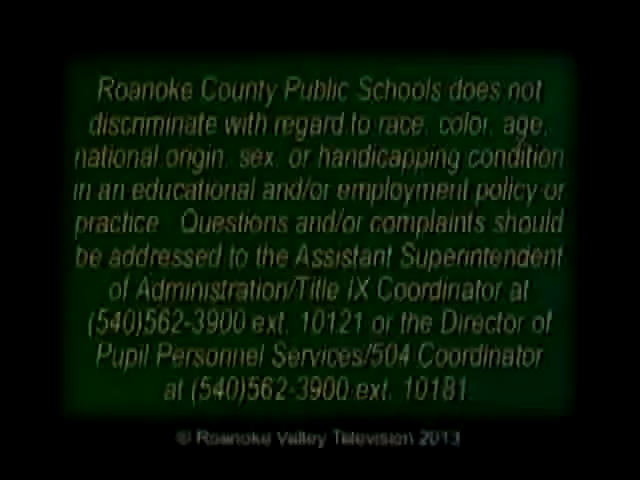 Roanoke County Public Schools does not
discriminate with regard to race, color, age,
national origin, sex, or handicapping condition
in an educational and/or employment policy or
practice. Questions and/or complaints should
be addressed to the Assistant Superintendent
of Administration/Title IX Coordinator at
(540)562-3900 ext. 10121 or the Director of
Pupil Personnel Services/504 Coordinator
at (540)562-3900 ext. 10181
© Roanoke Valley Television 2013